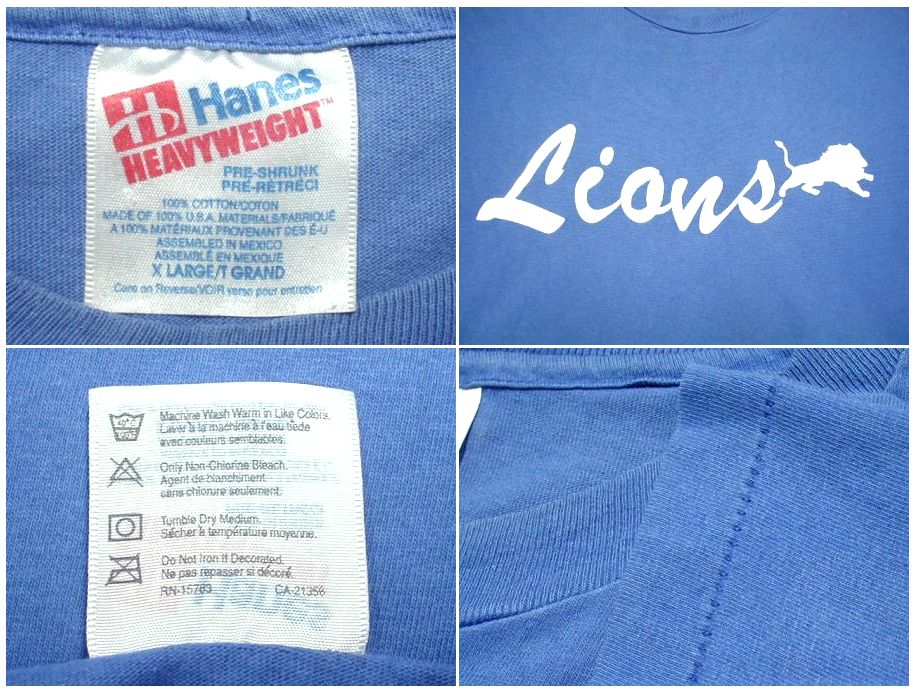 Hanes
HEAVYWEIGHT™
PRE-SHRUNK
PRÉ-RÉTRÉCI
100% COTTON/COTON
MADE OF 100% U.S.A. MATERIALS/FABRIQUÉ
A 100% MATÉRIAUX PROVENANT DES É-U
ASSEMBLED IN MEXICO
ASSEMBLÉ EN MEXIQUE
X LARGE/T GRAND
Care on Reverse/VOIR verso pour entretien
Lions
40°C
Machine Wash Warm in Like Colors.
Laver à la machine à l'eau tiède
avec couleurs semblables.
Only Non-Chlorine Bleach.
Agent de blanchiment
sans chlorure seulement.
Tumble Dry Medium.
Sécher à température moyenne.
Do Not Iron If Decorated.
Ne pas repasser si décoré.
RN-15763 CA-21356